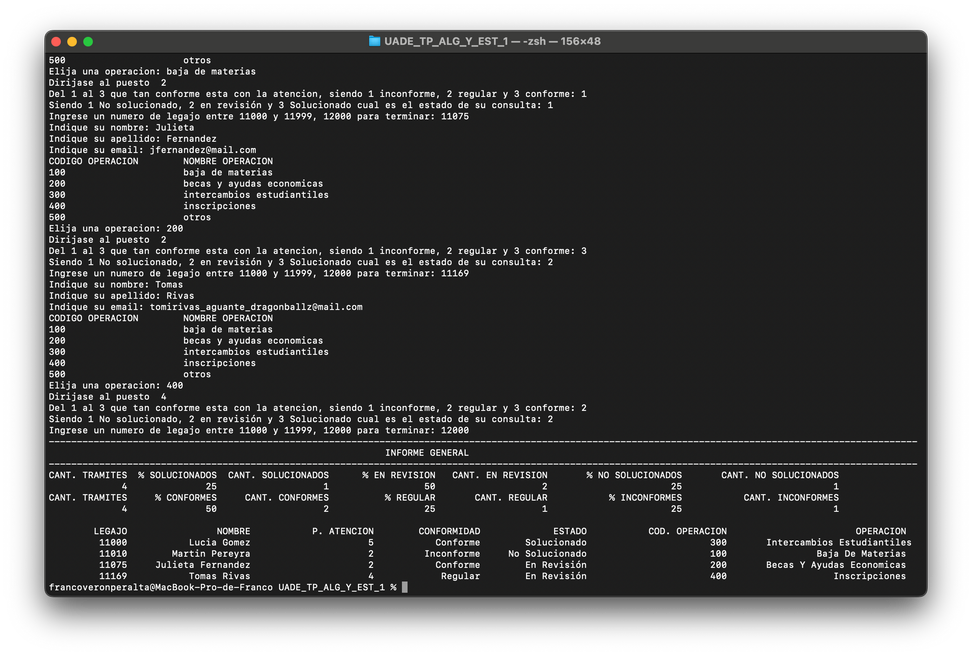 UADE_TP_ALG_Y_EST_1 — -zsh — 156×48
500 otros
Elija una operacion: baja de materias
Dirijase al puesto 2
Del 1 al 3 que tan conforme esta con la atencion, siendo 1 inconforme, 2 regular y 3 conforme: 1
Siendo 1 No solucionado, 2 en revisión y 3 Solucionado cual es el estado de su consulta: 1
Ingrese un numero de legajo entre 11000 y 11999, 12000 para terminar: 11075
Indique su nombre: Julieta
Indique su apellido: Fernandez
Indique su email: jfernandez@mail.com
CODIGO OPERACION NOMBRE OPERACION
100 baja de materias
200 becas y ayudas economicas
300 intercambios estudiantiles
400 inscripciones
500 otros
Elija una operacion: 200
Dirijase al puesto 2
Del 1 al 3 que tan conforme esta con la atencion, siendo 1 inconforme, 2 regular y 3 conforme: 3
Siendo 1 No solucionado, 2 en revisión y 3 Solucionado cual es el estado de su consulta: 2
Ingrese un numero de legajo entre 11000 y 11999, 12000 para terminar: 11169
Indique su nombre: Tomas
Indique su apellido: Rivas
Indique su email: tomirivas_aguante_dragonballz@mail.com
CODIGO OPERACION NOMBRE OPERACION
100 baja de materias
200 becas y ayudas economicas
300 intercambios estudiantiles
400 inscripciones
500 otros
Elija una operacion: 400
Dirijase al puesto 4
Del 1 al 3 que tan conforme esta con la atencion, siendo 1 inconforme, 2 regular y 3 conforme: 2
Siendo 1 No solucionado, 2 en revisión y 3 Solucionado cual es el estado de su consulta: 2
Ingrese un numero de legajo entre 11000 y 11999, 12000 para terminar: 12000
INFORME GENERAL
CANT. TRAMITES % SOLUCIONADOS CANT. SOLUCIONADOS % EN REVISION CANT. EN REVISION % NO SOLUCIONADOS CANT. NO SOLUCIONADOS
4 25 1 50 2 25 1
CANT. TRAMITES % CONFORMES CANT. CONFORMES % REGULAR CANT. REGULAR % INCONFORMES CANT. INCONFORMES
4 50 2 25 1 25 1
LEGAJO NOMBRE P. ATENCION CONFORMIDAD ESTADO COD. OPERACION OPERACION
11000 Lucia Gomez 5 Conforme Solucionado 300 Intercambios Estudiantiles
11010 Martin Pereyra 2 Inconforme No Solucionado 100 Baja De Materias
11075 Julieta Fernandez 2 Conforme En Revisión 200 Becas Y Ayudas Economicas
11169 Tomas Rivas 4 Regular En Revisión 400 Inscripciones
francoveronperalta@MacBook-Pro-de-Franco UADE_TP_ALG_Y_EST_1 %